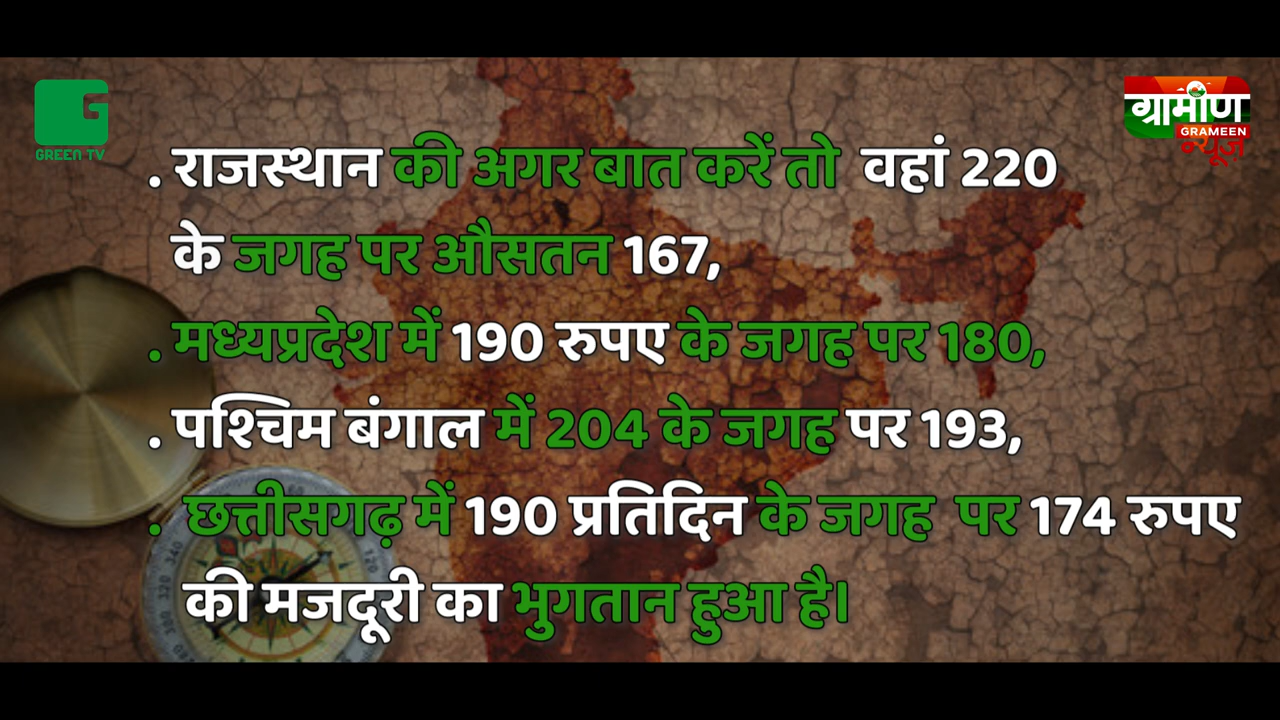 GREEN TV
ग्रामीण
GRAMEEN
न्यूज़
. राजस्थान की अगर बात करें तो वहां 220
के जगह पर औसतन 167,
. मध्यप्रदेश में 190 रुपए के जगह पर 180,
. पश्चिम बंगाल में 204 के जगह पर 193,
. छत्तीसगढ़ में 190 प्रतिदिन के जगह पर 174 रुपए
की मजदूरी का भुगतान हुआ है।